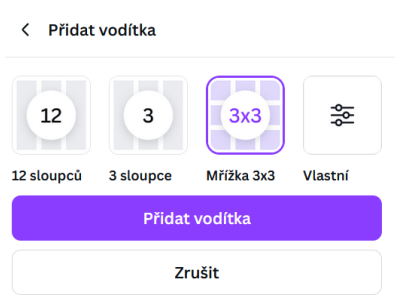 Přidat vodítka
12 3 3x3
12 sloupců 3 sloupce Mřížka 3x3 Vlastní
Přidat vodítka
Zrušit